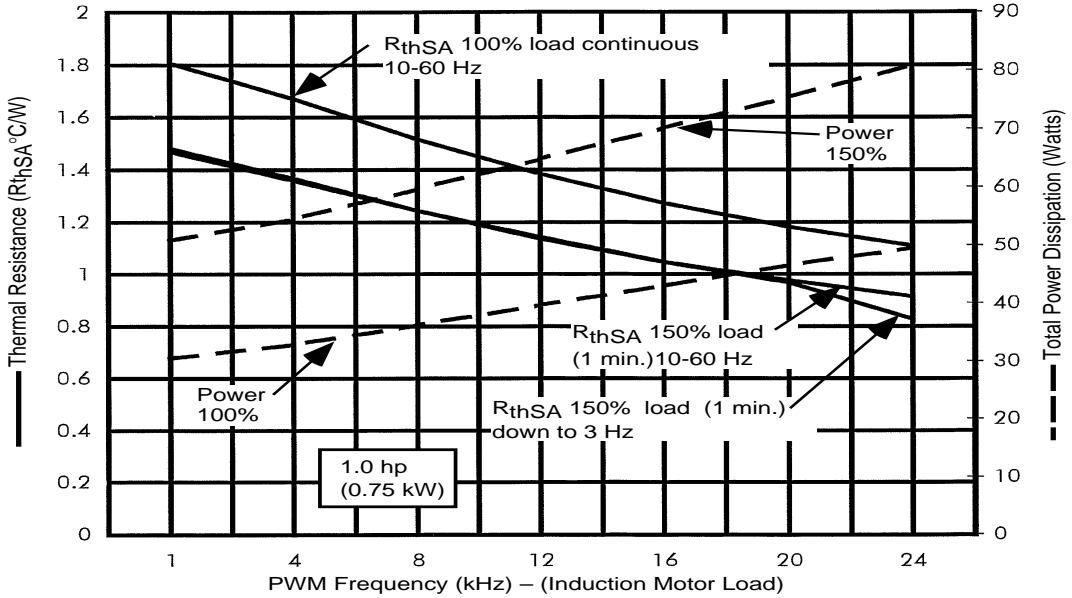 2
1.8
1.6
1.4
1.2
1
0.8
0.6
0.4
0.2
0
Thermal Resistance (RthSA°C/W)
90
80
70
60
50
40
30
20
10
0
Total Power Dissipation (Watts)
RthSA 100% load continuous
10-60 Hz
Power
150%
RthSA 150% load
(1 min.)10-60 Hz
Power
100%
RthSA 150% load (1 min.)
down to 3 Hz
1.0 hp
(0.75 kW)
1 4 8 12 16 20 24
PWM Frequency (kHz) – (Induction Motor Load)